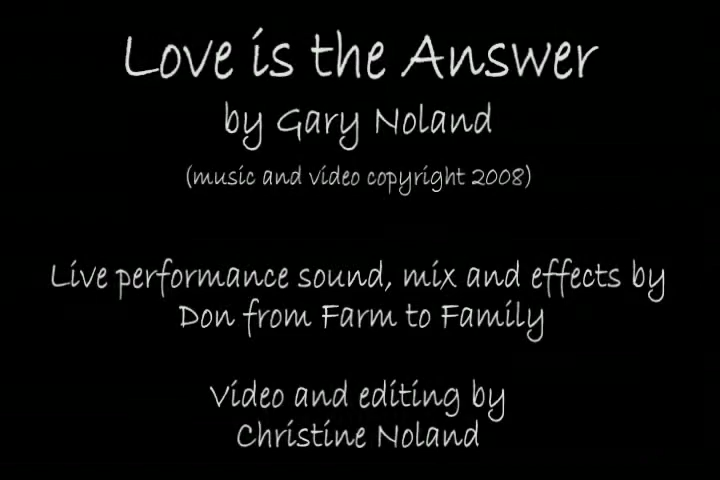 Love is the Answer
by Gary Noland
(music and video copyright 2008)
Live performance sound, mix and effects by
Don from Farm to Family
Video and editing by
Christine Noland